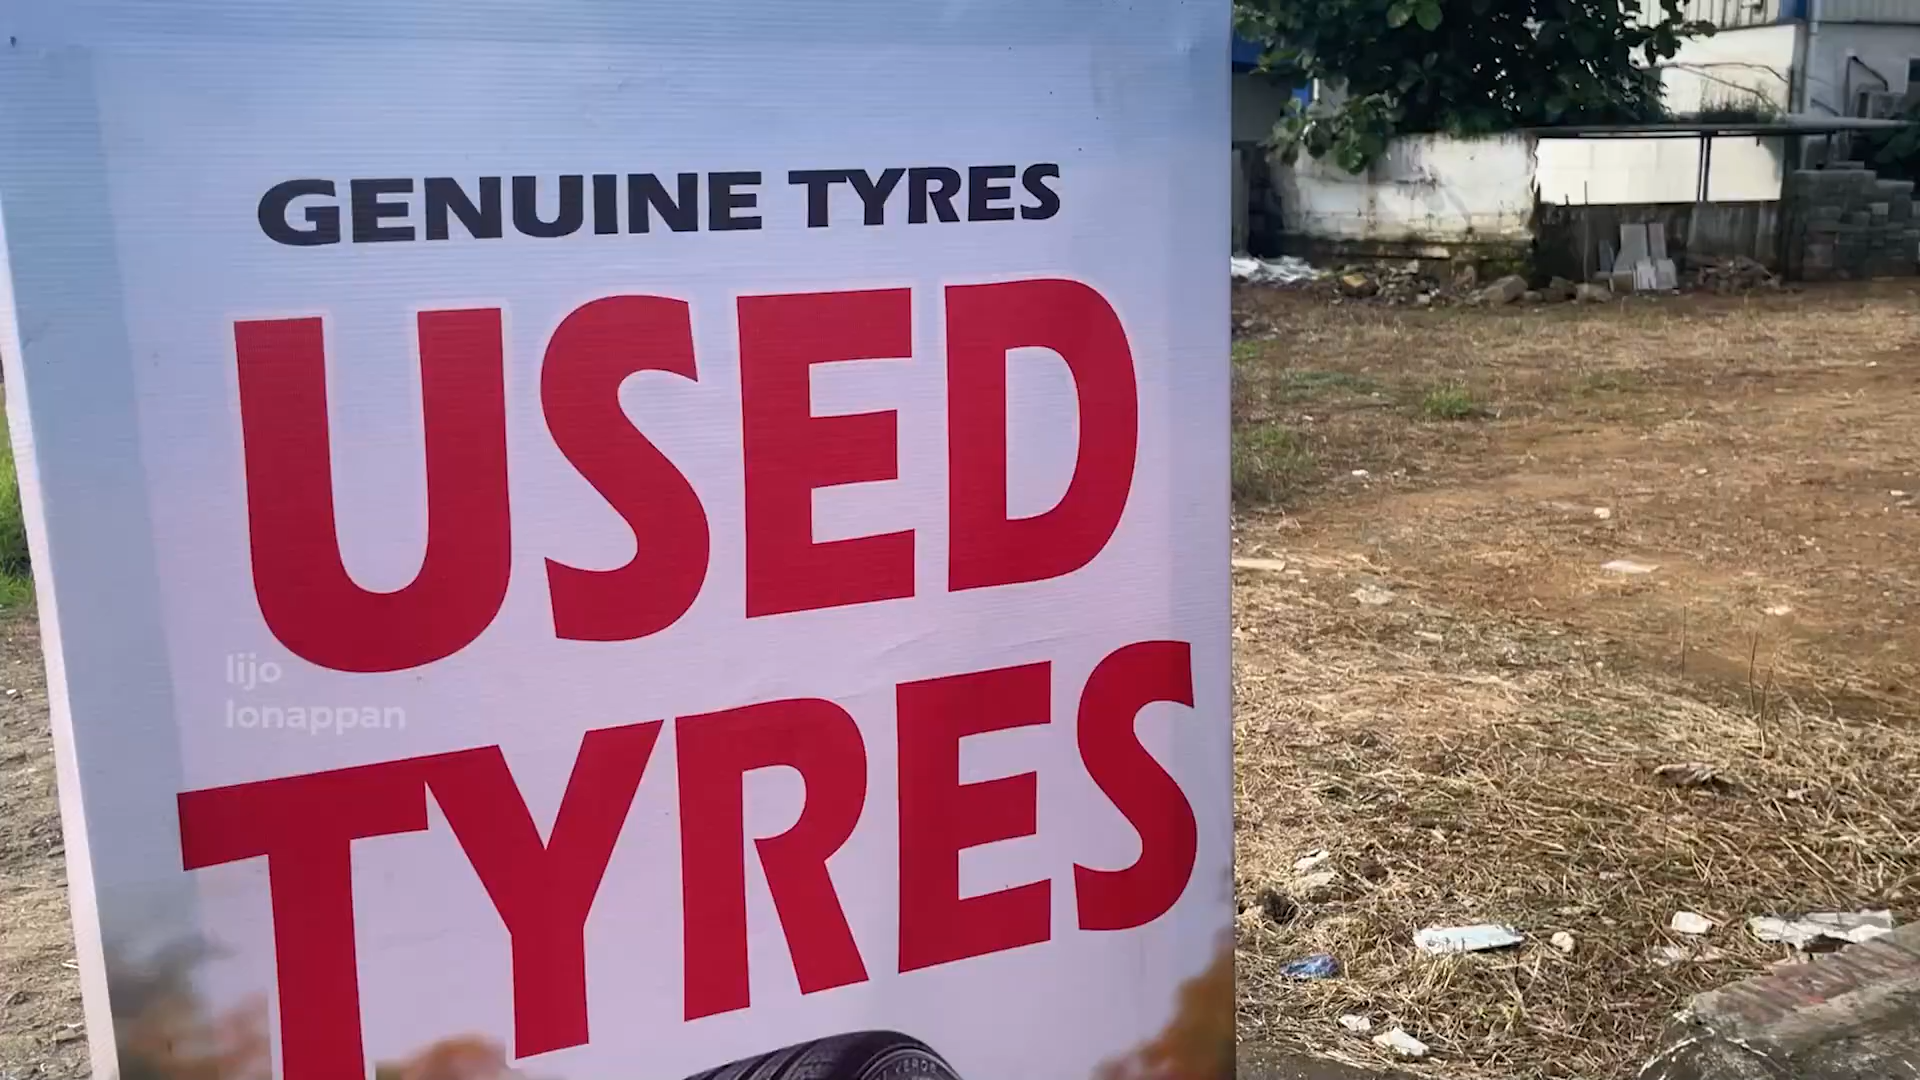 GENUINE TYRES
USED
lijo
lonappan
TYRES